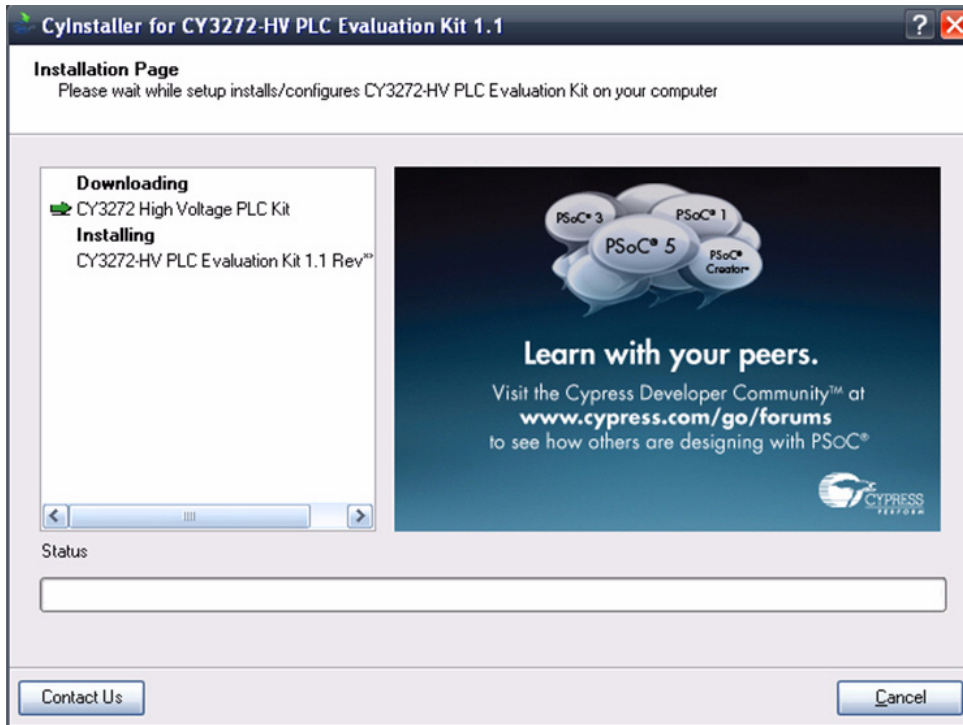 CyInstaller for CY3272-HV PLC Evaluation Kit 1.1
Installation Page
Please wait while setup installs/configures CY3272-HV PLC Evaluation Kit on your computer
Downloading
CY3272 High Voltage PLC Kit
Installing
CY3272-HV PLC Evaluation Kit 1.1 Rev**
PSoC® 3
PSoC® 1
PSoC® 5
PSoC®
Creator™
Learn with your peers.
Visit the Cypress Developer Community™ at
www.cypress.com/go/forums
to see how others are designing with PSoC®
CYPRESS
PERFORM
Status
Contact Us
Cancel